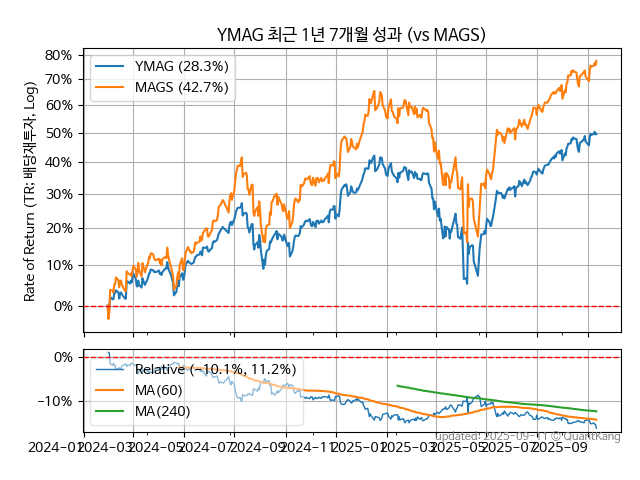 YMAG 최근 1년 7개월 성과 (vs MAGS)
80%
70%
60%
50%
40%
30%
20%
10%
0%
Rate of Return (TR: 배당재투자, Log)
YMAG (28.3%)
MAGS (42.7%)
0%
−10%
Relative (−10.1%, 11.2%)
MA(60)
MA(240)
updated: 2025-09-11 © QuantKang
2024-01 2024-03 2024-05 2024-07 2024-09 2024-11 2025-01 2025-03 2025-05 2025-07 2025-09